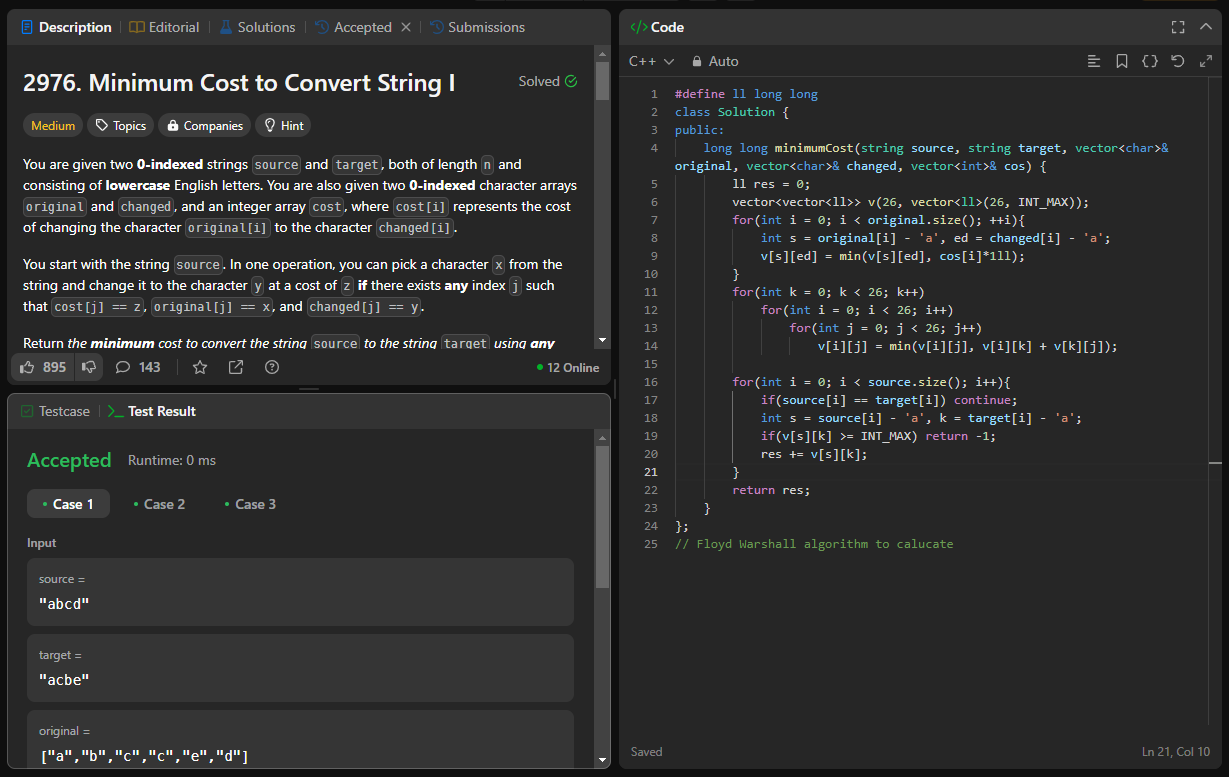 Description
Editorial
Solutions
Accepted
Submissions
2976. Minimum Cost to Convert String I
Solved
Medium
Topics
Companies
Hint
You are given two 0-indexed strings source and target, both of length n and
consisting of lowercase English letters. You are also given two 0-indexed character arrays
original and changed, and an integer array cost, where cost[i] represents the cost
of changing the character original[i] to the character changed[i].
You start with the string source. In one operation, you can pick a character x from the
string and change it to the character y at a cost of z if there exists any index j such
that cost[j] == z, original[j] == x, and changed[j] == y.
Return the minimum cost to convert the string source to the string target using any
895
143
12 Online
Testcase
>_ Test Result
Accepted
Runtime: 0 ms
Case 1
Case 2
Case 3
Input
source =
"abcd"
target =
"acbe"
original =
["a","b","c","c","e","d"]
</> Code
C++
Auto
1 #define ll long long
2 class Solution {
3 public:
4 long long minimumCost(string source, string target, vector<char>&
original, vector<char>& changed, vector<int>& cos) {
5 ll res = 0;
6 vector<vector<ll>> v(26, vector<ll>(26, INT_MAX));
7 for(int i = 0; i < original.size(); ++i){
8 int s = original[i] - 'a', ed = changed[i] - 'a';
9 v[s][ed] = min(v[s][ed], cos[i]*1ll);
10 }
11 for(int k = 0; k < 26; k++)
12 for(int i = 0; i < 26; i++)
13 for(int j = 0; j < 26; j++)
14 v[i][j] = min(v[i][j], v[i][k] + v[k][j]);
15
16 for(int i = 0; i < source.size(); i++){
17 if(source[i] == target[i]) continue;
18 int s = source[i] - 'a', k = target[i] - 'a';
19 if(v[s][k] >= INT_MAX) return -1;
20 res += v[s][k];
21 }
22 return res;
23 }
24 };
25 // Floyd Warshall algorithm to calucate
Saved
Ln 21, Col 10